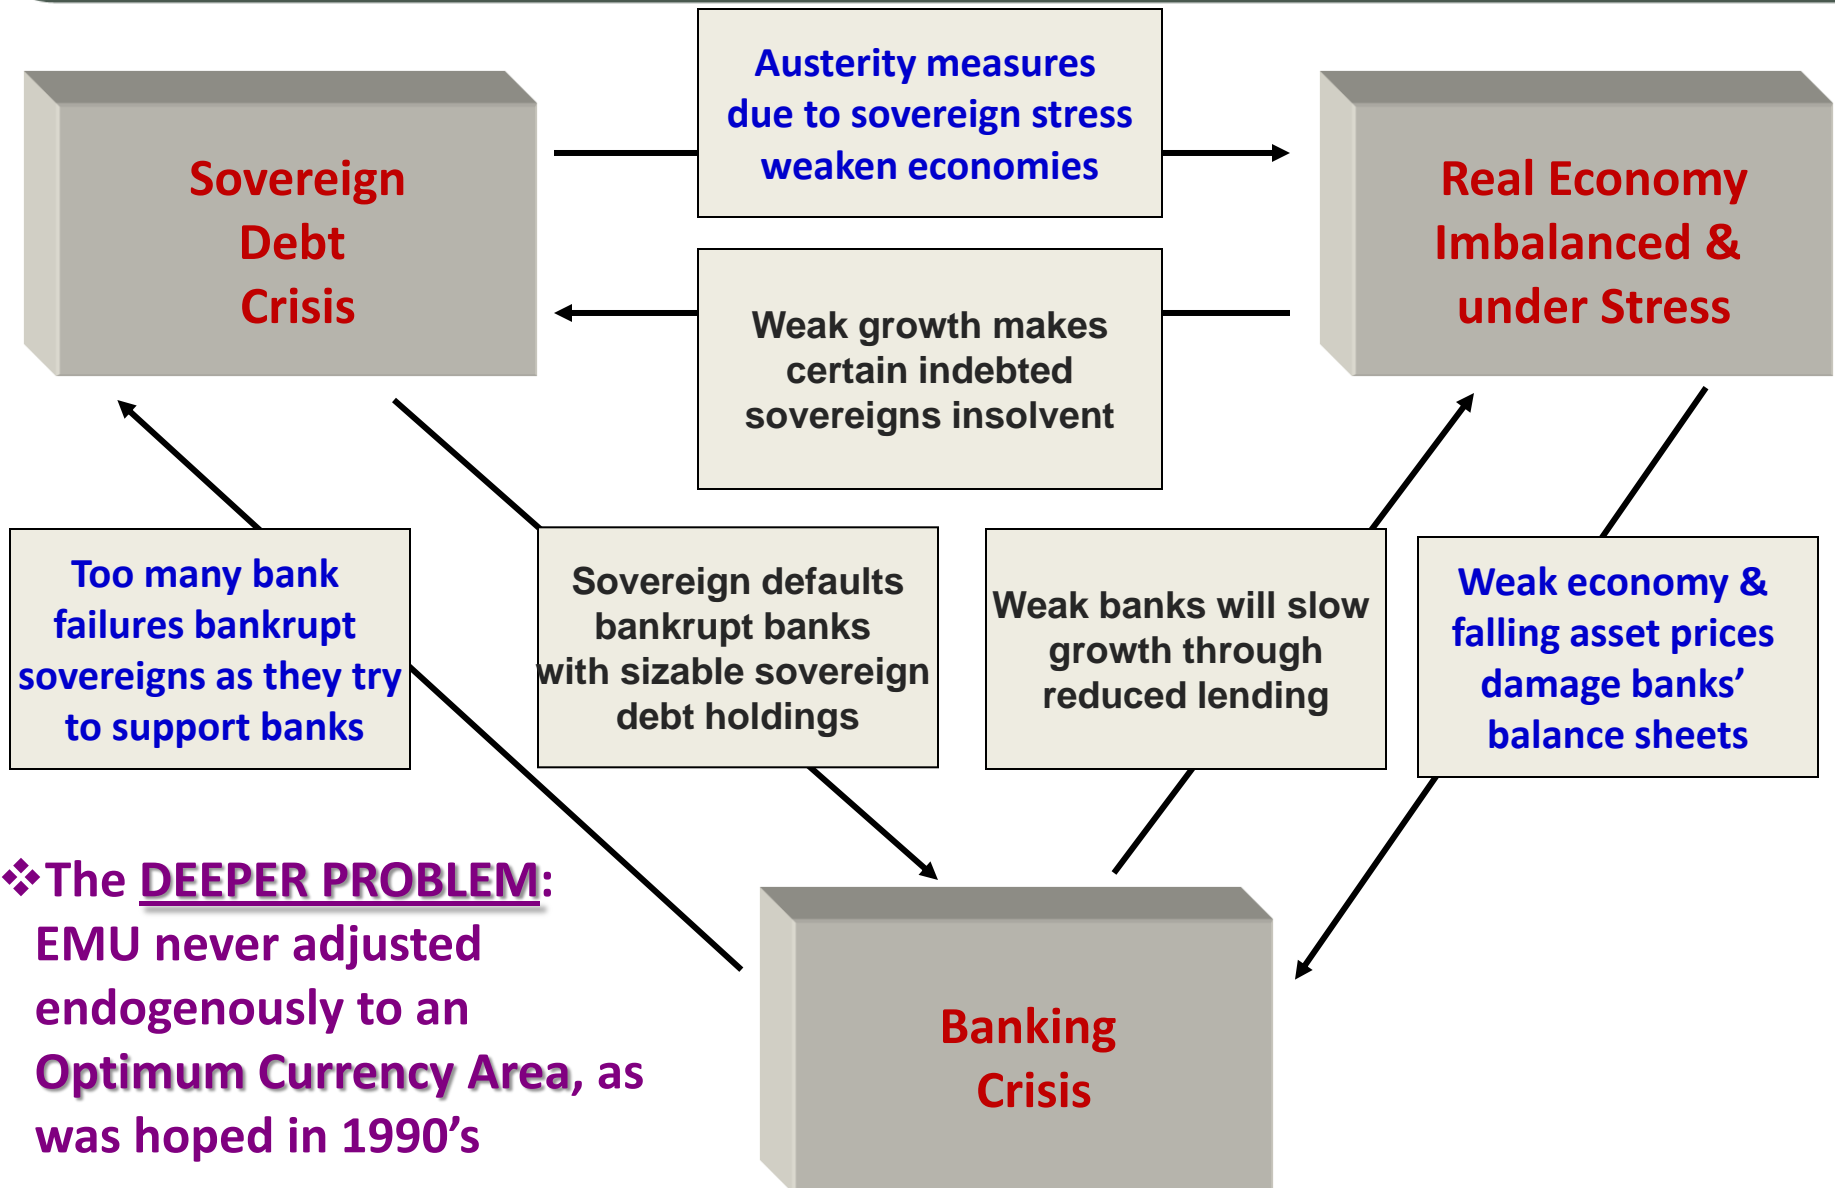 Austerity measures
due to sovereign stress
weaken economies
Sovereign
Debt
Crisis
Real Economy
Imbalanced &
under Stress
Weak growth makes
certain indebted
sovereigns insolvent
Too many bank
failures bankrupt
sovereigns as they try
to support banks
Sovereign defaults
bankrupt banks
with sizable sovereign
debt holdings
Weak banks will slow
growth through
reduced lending
Weak economy &
falling asset prices
damage banks’
balance sheets
❖The DEEPER PROBLEM:
EMU never adjusted
endogenously to an
Optimum Currency Area, as
was hoped in 1990’s
Banking
Crisis